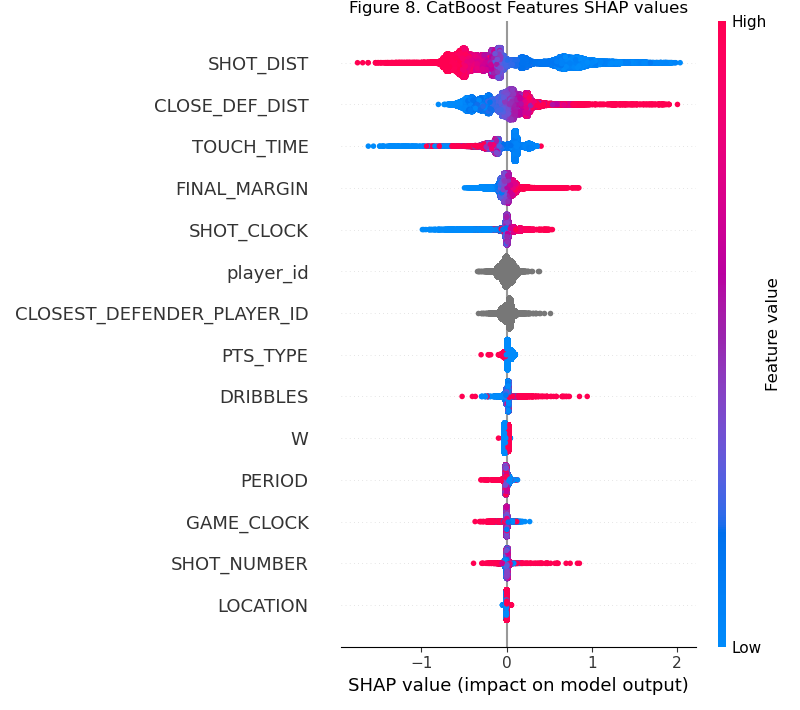 Figure 8. CatBoost Features SHAP values
High
SHOT_DIST
CLOSE_DEF_DIST
TOUCH_TIME
FINAL_MARGIN
SHOT_CLOCK
player_id
CLOSEST_DEFENDER_PLAYER_ID
PTS_TYPE
DRIBBLES
W
PERIOD
GAME_CLOCK
SHOT_NUMBER
LOCATION
Feature value
Low
−1 0 1 2
SHAP value (impact on model output)